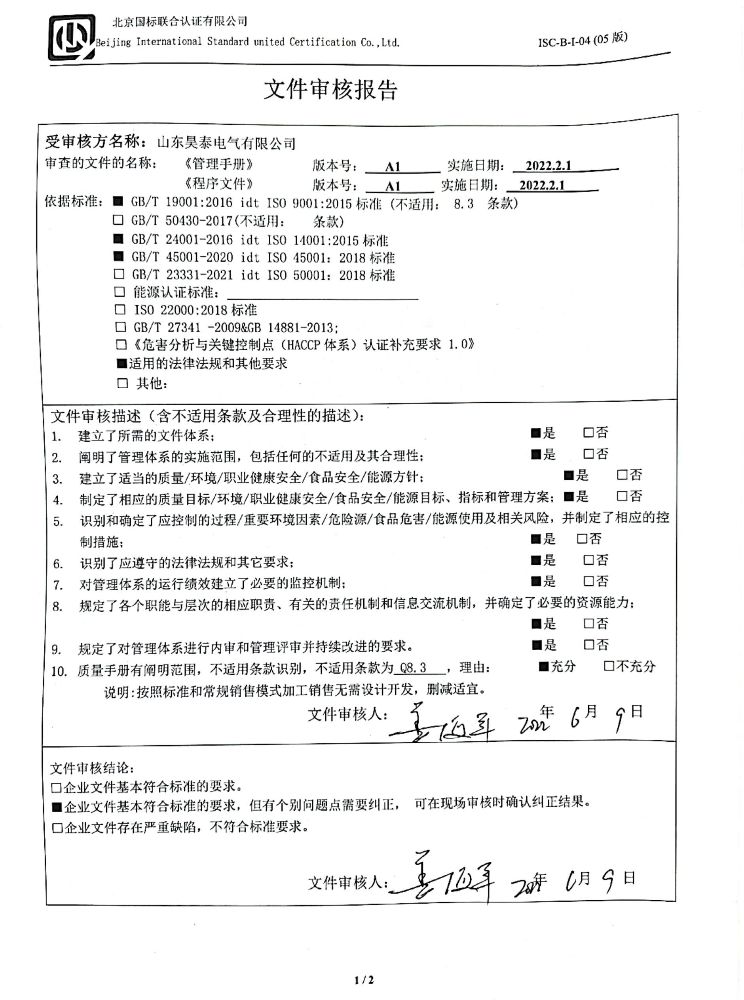 北京国标联合认证有限公司
Beijing International Standard united Certification Co.,Ltd.
ISC-B-I-04 (05 版)
文件审核报告
受审核方名称：山东昊泰电气有限公司
审查的文件的名称： 《管理手册》 版本号： A1 实施日期： 2022.2.1
《程序文件》 版本号： A1 实施日期： 2022.2.1
依据标准：■ GB/T 19001:2016 idt ISO 9001:2015 标准（不适用： 8.3 条款）
□ GB/T 50430-2017(不适用： 条款）
■ GB/T 24001-2016 idt ISO 14001:2015 标准
■ GB/T 45001-2020 idt ISO 45001：2018 标准
□ GB/T 23331-2021 idt ISO 50001：2018 标准
□ 能源认证标准：
□ ISO 22000:2018 标准
□ GB/T 27341 -2009&GB 14881-2013；
□《危害分析与关键控制点（HACCP 体系）认证补充要求 1.0》
■适用的法律法规和其他要求
□ 其他：
文件审核描述（含不适用条款及合理性的描述）：
1. 建立了所需的文件体系； ■是 □否
2. 阐明了管理体系的实施范围，包括任何的不适用及其合理性； ■是 □否
3. 建立了适当的质量/环境/职业健康安全/食品安全/能源方针； ■是 □否
4. 制定了相应的质量目标/环境/职业健康安全/食品安全/能源目标、指标和管理方案； ■是 □否
5. 识别和确定了应控制的过程/重要环境因素/危险源/食品危害/能源使用及相关风险，并制定了相应的控
制措施； ■是 □否
6. 识别了应遵守的法律法规和其它要求； ■是 □否
7. 对管理体系的运行绩效建立了必要的监控机制； ■是 □否
8. 规定了各个职能与层次的相应职责、有关的责任机制和信息交流机制，并确定了必要的资源能力；
■是 □否
9. 规定了对管理体系进行内审和管理评审并持续改进的要求。 ■是 □否
10. 质量手册有阐明范围，不适用条款识别，不适用条款为 Q8.3 ，理由： ■充分 □不充分
说明:按照标准和常规销售模式加工销售无需设计开发，删减适宜。
文件审核人： 2022 年 6 月 9 日
文件审核结论：
□企业文件基本符合标准的要求。
■企业文件基本符合标准的要求，但有个别问题点需要纠正， 可在现场审核时确认纠正结果。
□企业文件存在严重缺陷，不符合标准要求。
文件审核人： 年 6 月 9 日
1 / 2